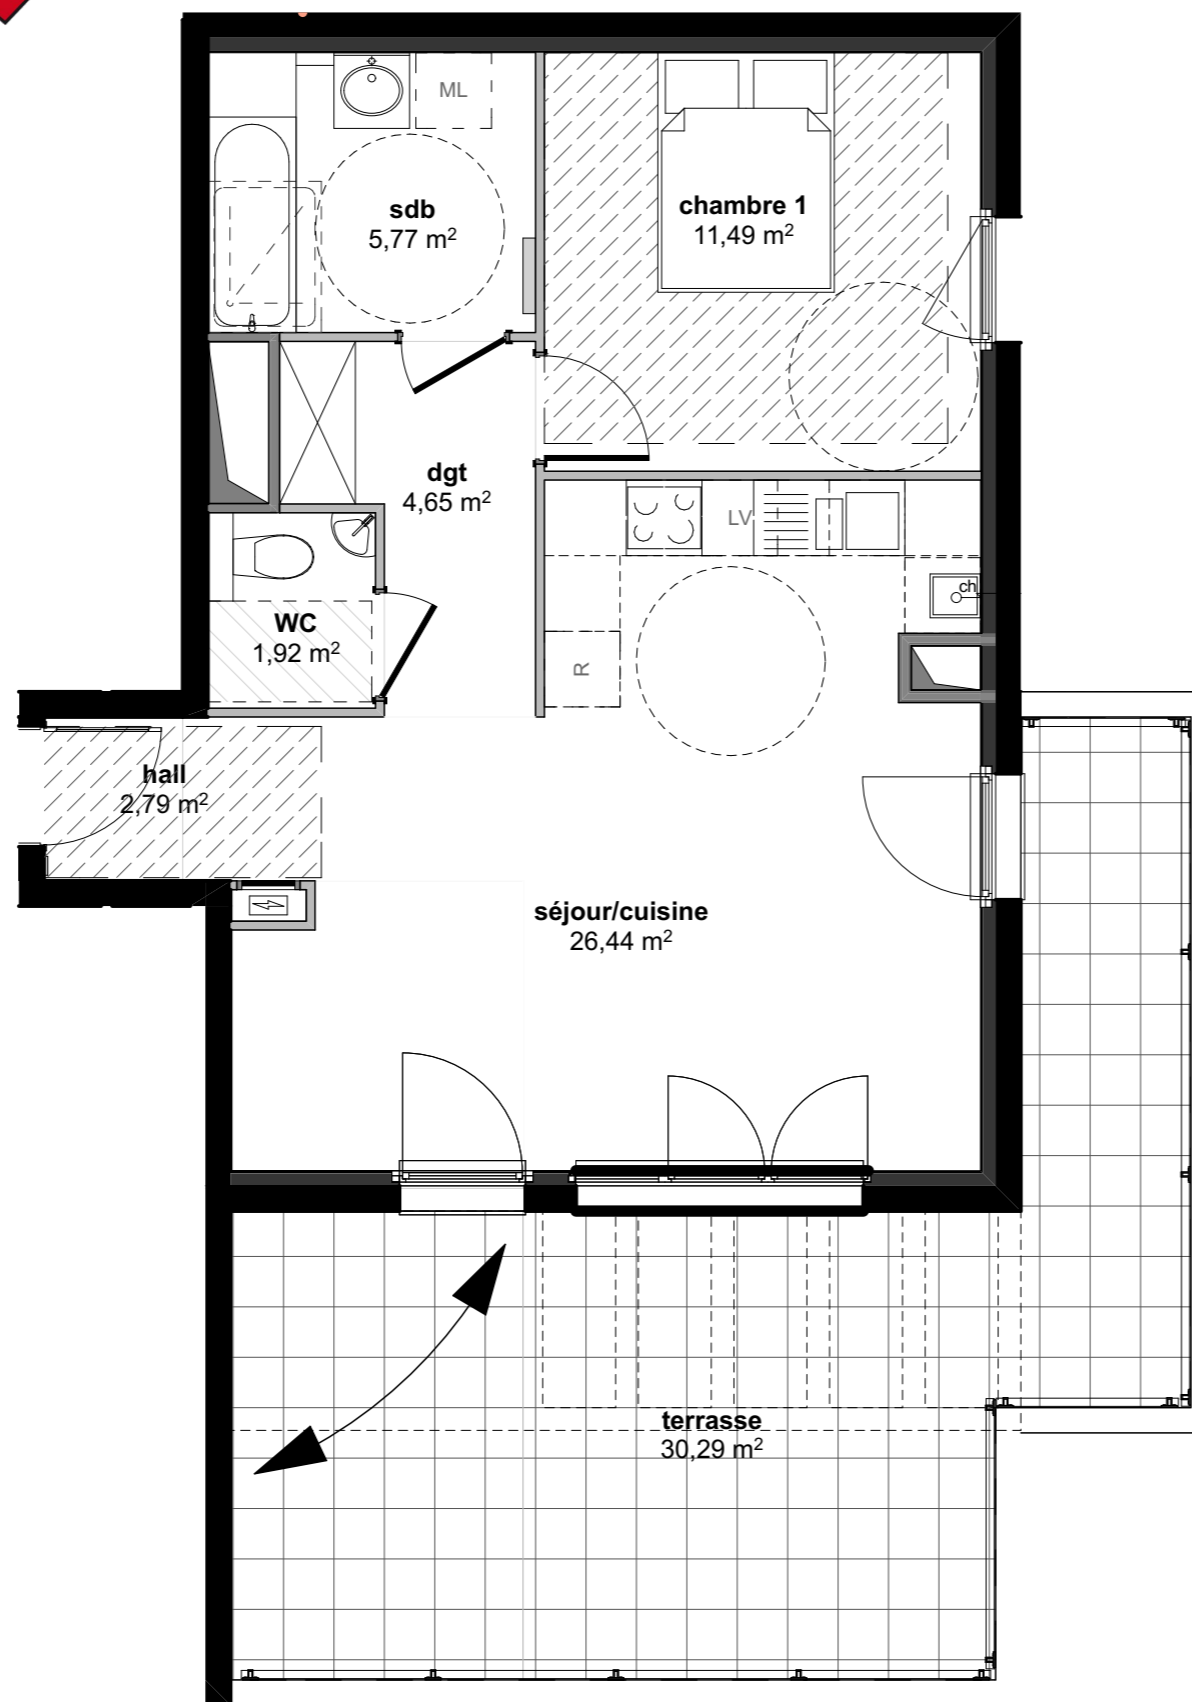 ML
sdb
5,77 m²
chambre 1
11,49 m²
dgt
4,65 m²
LV
ch
WC
1,92 m²
R
hall
2,79 m²
séjour/cuisine
26,44 m²
terrasse
30,29 m²